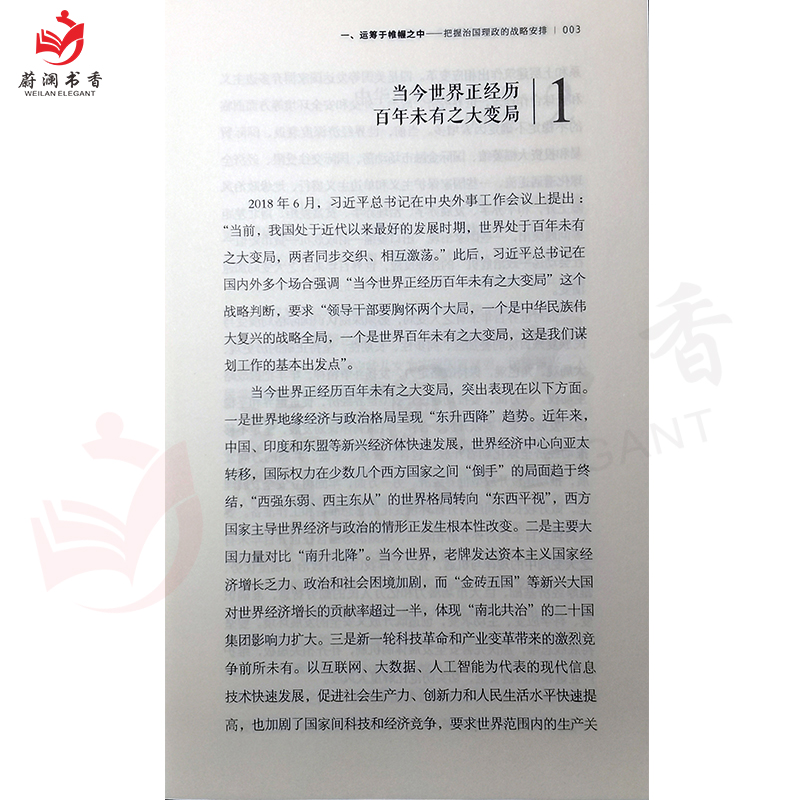 蔚澜书香
WEILAN ELEGANT
一、运筹于帷幄之中——把握治国理政的战略安排 | 003
当今世界正经历
百年未有之大变局
1
2018 年 6 月，习近平总书记在中央外事工作会议上提出：
“当前，我国处于近代以来最好的发展时期，世界处于百年未有
之大变局，两者同步交织、相互激荡。”此后，习近平总书记在
国内外多个场合强调“当今世界正经历百年未有之大变局”这个
战略判断，要求“领导干部要胸怀两个大局，一个是中华民族伟
大复兴的战略全局，一个是世界百年未有之大变局，这是我们谋
划工作的基本出发点”。
当今世界正经历百年未有之大变局，突出表现在以下方面。
一是世界地缘经济与政治格局呈现“东升西降”趋势。近年来，
中国、印度和东盟等新兴经济体快速发展，世界经济中心向亚太
转移，国际权力在少数几个西方国家之间“倒手”的局面趋于终
结，“西强东弱、西主东从”的世界格局转向“东西平视”，西方
国家主导世界经济与政治的情形正发生根本性改变。二是主要大
国力量对比“南升北降”。当今世界，老牌发达资本主义国家经
济增长乏力、政治和社会困境加剧，而“金砖五国”等新兴大国
对世界经济增长的贡献率超过一半，体现“南北共治”的二十国
集团影响力扩大。三是新一轮科技革命和产业变革带来的激烈竞
争前所未有。以互联网、大数据、人工智能为代表的现代信息
技术快速发展，促进社会生产力、创新力和人民生活水平快速提
高，也加剧了国家间科技和经济竞争，要求世界范围内的生产关
香
ELEGANT